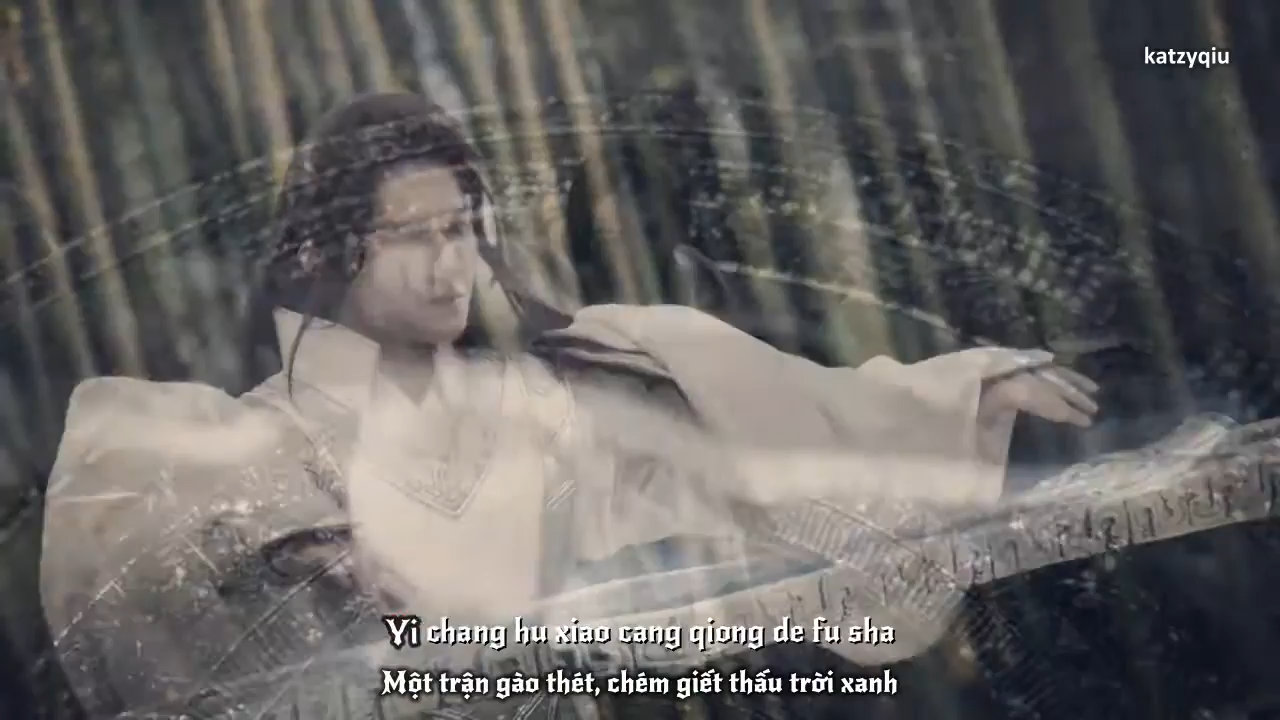 katzyqiu
Yi chang hu xiao cang qiong de fu sha
Một trận gào thét, chém giết thấu trời xanh